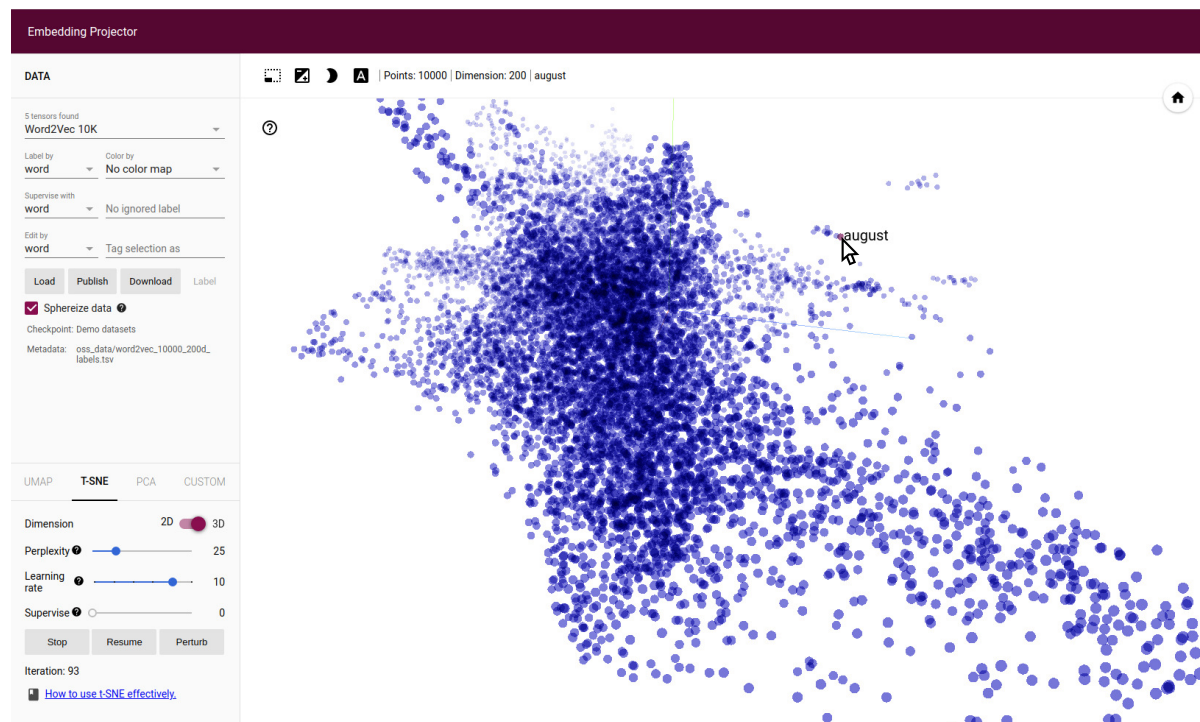 Embedding Projector
DATA
5 tensors found
Word2Vec 10K
Label by
word
Color by
No color map
Supervise with
word
No ignored label
Edit by
word
Tag selection as
Load
Publish
Download
Label
Sphereize data
Checkpoint: Demo datasets
Metadata: oss_data/word2vec_10000_200d_
labels.tsv
UMAP
T-SNE
PCA
CUSTOM
Dimension 2D 3D
Perplexity 25
Learning
rate 10
Supervise 0
Stop
Resume
Perturb
Iteration: 93
How to use t-SNE effectively.
A | Points: 10000 | Dimension: 200 | august
august